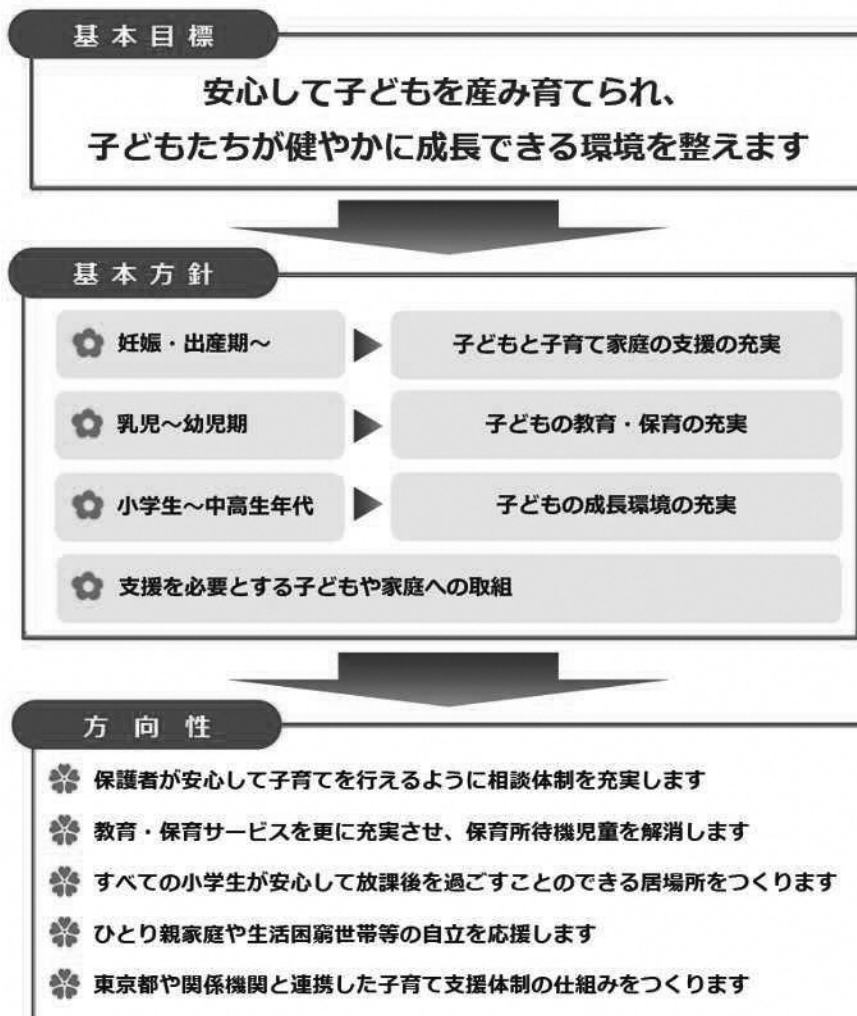 基本目標
安心して子どもを産み育てられ、
子どもたちが健やかに成長できる環境を整えます
基本方針
妊娠・出産期～
子どもと子育て家庭の支援の充実
乳児～幼児期
子どもの教育・保育の充実
小学生～中高生年代
子どもの成長環境の充実
支援を必要とする子どもや家庭への取組
方向性
保護者が安心して子育てを行えるように相談体制を充実します
教育・保育サービスを更に充実させ、保育所待機児童を解消します
すべての小学生が安心して放課後を過ごすことのできる居場所をつくります
ひとり親家庭や生活困窮世帯等の自立を応援します
東京都や関係機関と連携した子育て支援体制の仕組みをつくります